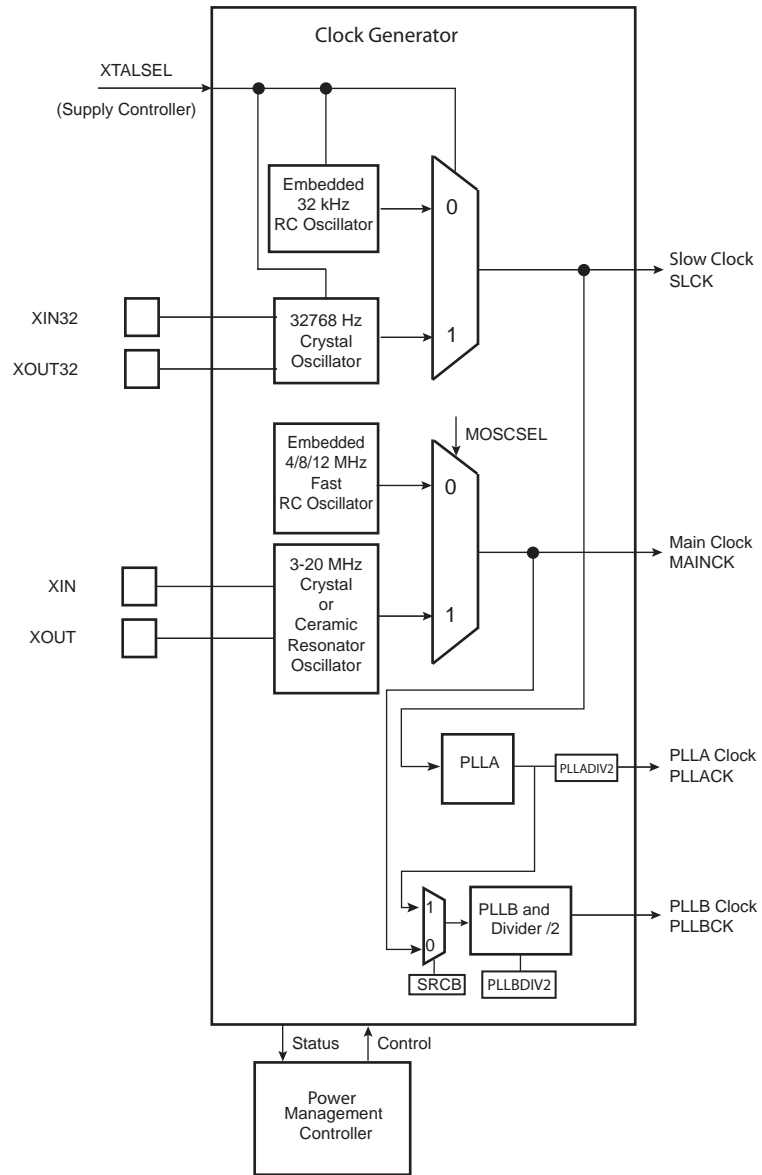 Clock Generator
XTALSEL
(Supply Controller)
Embedded
32 kHz
RC Oscillator
0
Slow Clock
SLCK
XIN32
XOUT32
32768 Hz
Crystal
Oscillator
1
MOSCSEL
Embedded
4/8/12 MHz
Fast
RC Oscillator
0
Main Clock
MAINCK
XIN
XOUT
3-20 MHz
Crystal
or
Ceramic
Resonator
Oscillator
1
PLLA
PLLADIV2
PLLA Clock
PLLACK
1
0
PLLB and
Divider /2
PLLB Clock
PLLBCK
SRCB
PLLBDIV2
Status
Control
Power
Management
Controller